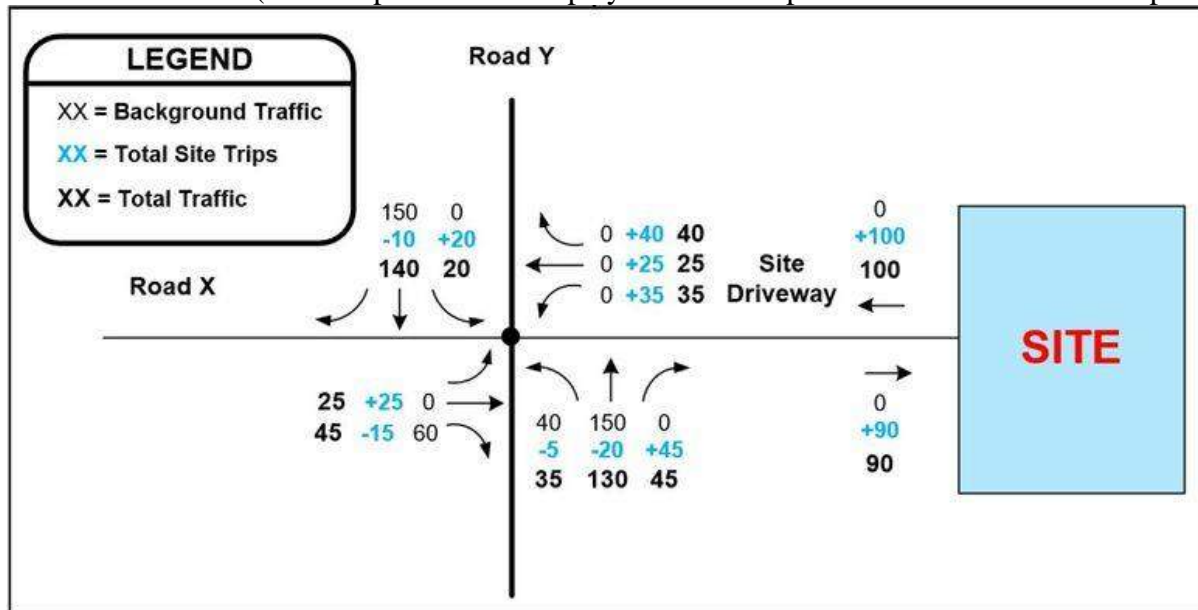 LEGEND
XX = Background Traffic
XX = Total Site Trips
XX = Total Traffic
Road Y
150 0
-10 +20
140 20
Road X
0 +40 40
0 +25 25
0 +35 35
Site
Driveway
0
+100
100
SITE
25 +25 0
45 -15 60
40 150 0
-5 -20 +45
35 130 45
0
+90
90